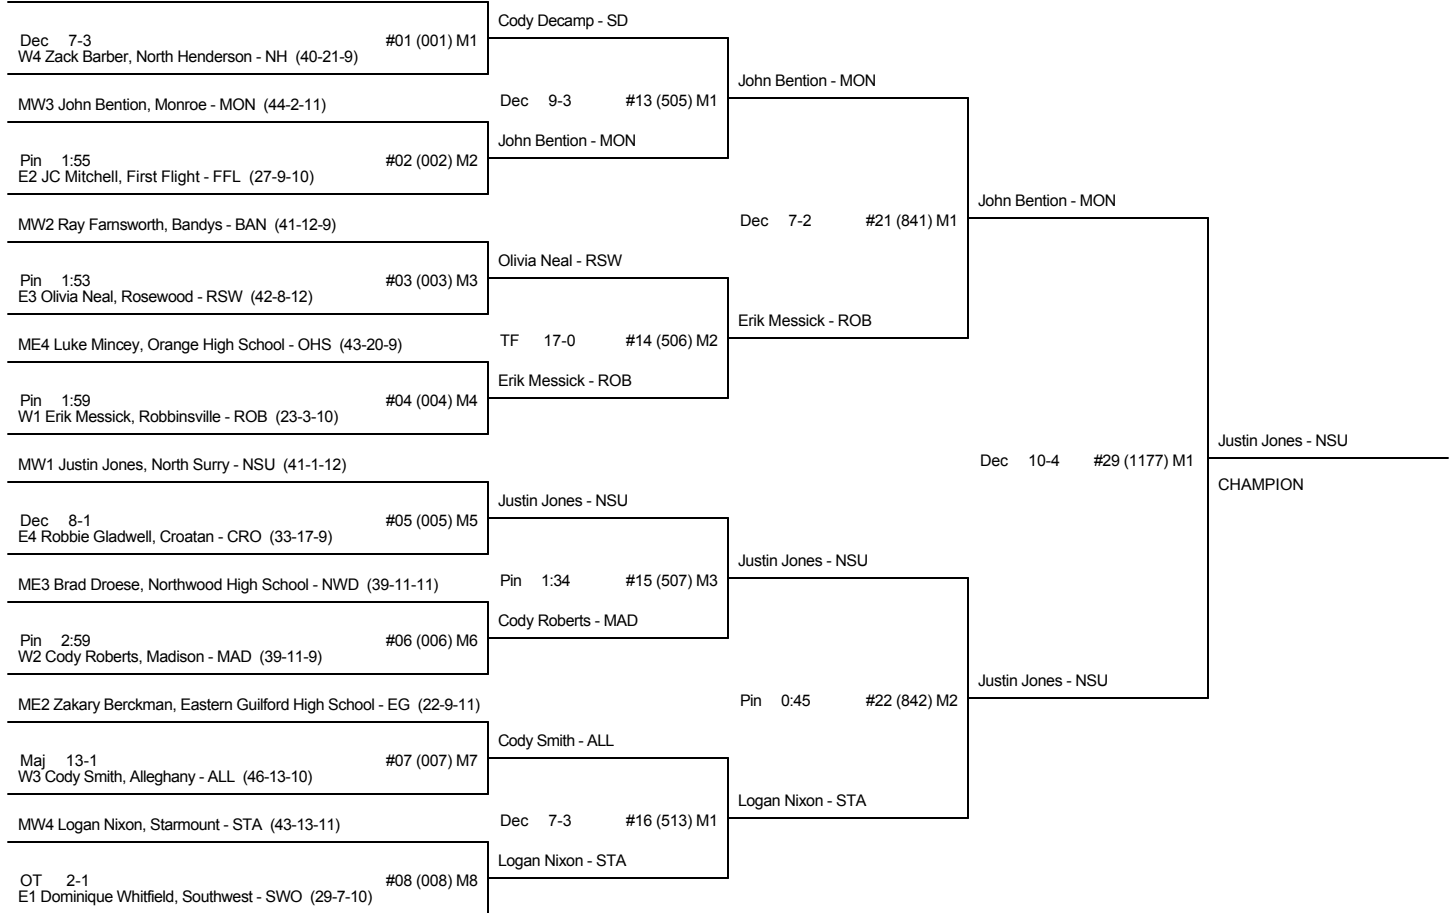 Cody Decamp - SD
Dec 7-3 #01 (001) M1
W4 Zack Barber, North Henderson - NH (40-21-9)
John Bention - MON
MW3 John Bention, Monroe - MON (44-2-11)
Dec 9-3 #13 (505) M1
John Bention - MON
Pin 1:55 #02 (002) M2
E2 JC Mitchell, First Flight - FFL (27-9-10)
John Bention - MON
MW2 Ray Farnsworth, Bandys - BAN (41-12-9)
Dec 7-2 #21 (841) M1
Olivia Neal - RSW
Pin 1:53 #03 (003) M3
E3 Olivia Neal, Rosewood - RSW (42-8-12)
Erik Messick - ROB
ME4 Luke Mincey, Orange High School - OHS (43-20-9)
TF 17-0 #14 (506) M2
Erik Messick - ROB
Pin 1:59 #04 (004) M4
W1 Erik Messick, Robbinsville - ROB (23-3-10)
Justin Jones - NSU
MW1 Justin Jones, North Surry - NSU (41-1-12)
Dec 10-4 #29 (1177) M1
CHAMPION
Justin Jones - NSU
Dec 8-1 #05 (005) M5
E4 Robbie Gladwell, Croatan - CRO (33-17-9)
Justin Jones - NSU
ME3 Brad Droese, Northwood High School - NWD (39-11-11)
Pin 1:34 #15 (507) M3
Cody Roberts - MAD
Pin 2:59 #06 (006) M6
W2 Cody Roberts, Madison - MAD (39-11-9)
Justin Jones - NSU
ME2 Zakary Berckman, Eastern Guilford High School - EG (22-9-11)
Pin 0:45 #22 (842) M2
Cody Smith - ALL
Maj 13-1 #07 (007) M7
W3 Cody Smith, Alleghany - ALL (46-13-10)
Logan Nixon - STA
MW4 Logan Nixon, Starmount - STA (43-13-11)
Dec 7-3 #16 (513) M1
Logan Nixon - STA
OT 2-1 #08 (008) M8
E1 Dominique Whitfield, Southwest - SWO (29-7-10)